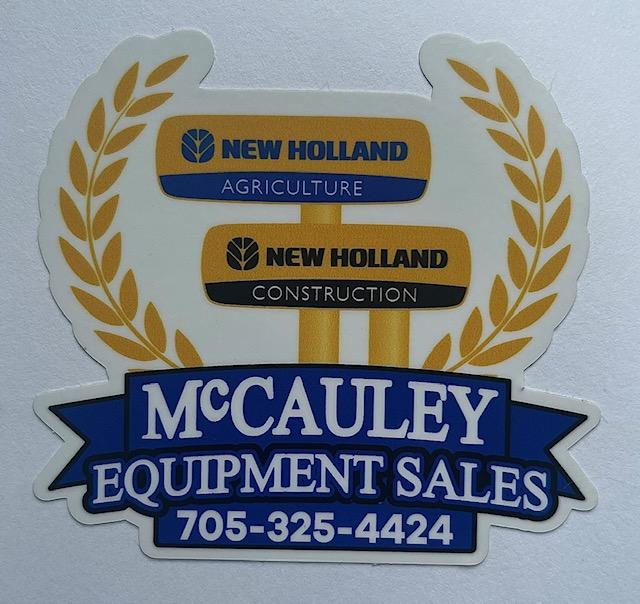 NEW HOLLAND
AGRICULTURE
NEW HOLLAND
CONSTRUCTION
McCAULEY
EQUIPMENT SALES
705-325-4424